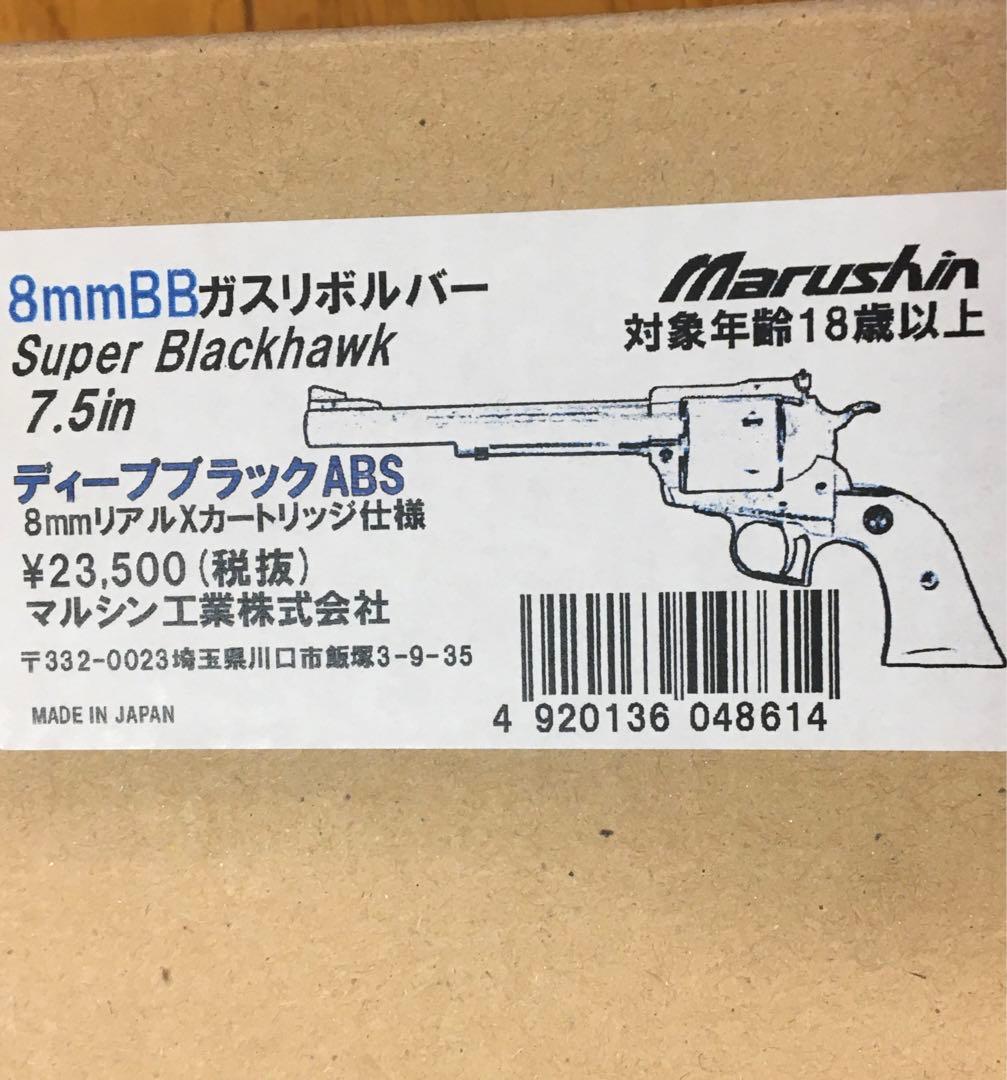 8mmBBガスリボルバー
Super Blackhawk
7.5in
ディープブラックABS
8mmリアルXカートリッジ仕様
¥23,500(税抜)
マルシン工業株式会社
〒332-0023埼玉県川口市飯塚3-9-35
MADE IN JAPAN
Marushin
対象年齢18歳以上
4 920136 048614